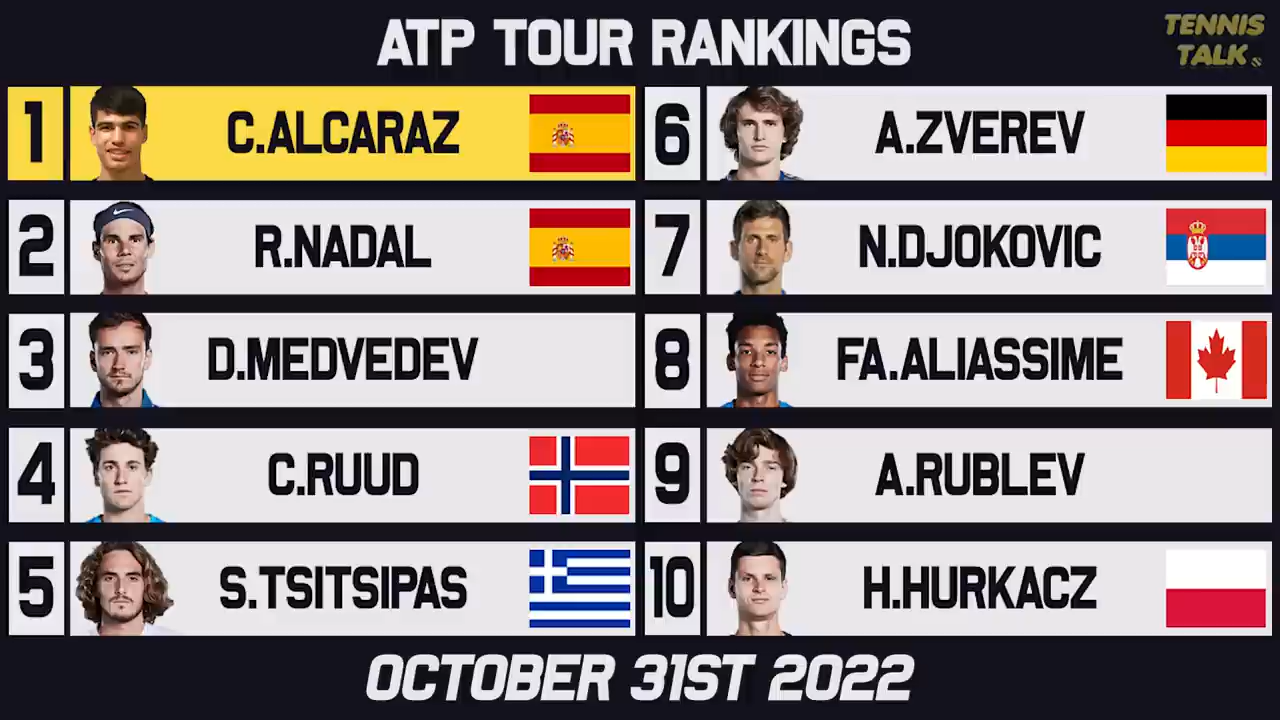 ATP TOUR RANKINGS
TENNIS
TALK
1 C.ALCARAZ
2 R.NADAL
3 D.MEDVEDEV
4 C.RUUD
5 S.TSITSIPAS
6 A.ZVEREV
7 N.DJOKOVIC
8 FA.ALIASSIME
9 A.RUBLEV
10 H.HURKACZ
OCTOBER 31ST 2022